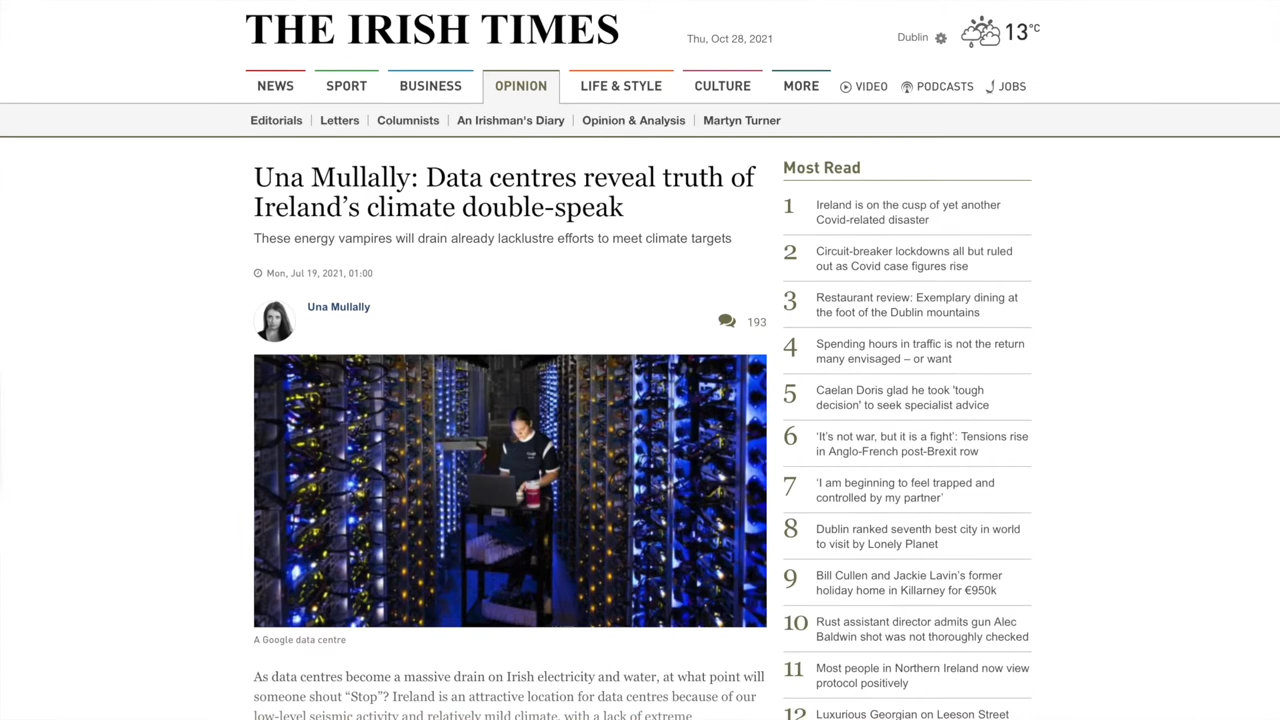 THE IRISH TIMES
Thu, Oct 28, 2021
Dublin
13°C
NEWS
SPORT
BUSINESS
OPINION
LIFE & STYLE
CULTURE
MORE
VIDEO
PODCASTS
JOBS
Editorials
Letters
Columnists
An Irishman's Diary
Opinion & Analysis
Martyn Turner
Una Mullally: Data centres reveal truth of
Ireland's climate double-speak
These energy vampires will drain already lacklustre efforts to meet climate targets
Mon, Jul 19, 2021, 01:00
Una Mullally
193
A Google data centre
As data centres become a massive drain on Irish electricity and water, at what point will
someone shout “Stop”? Ireland is an attractive location for data centres because of our
low-level seismic activity and relatively mild climate, with a lack of extreme
Most Read
1 Ireland is on the cusp of yet another
Covid-related disaster
2 Circuit-breaker lockdowns all but ruled
out as Covid case figures rise
3 Restaurant review: Exemplary dining at
the foot of the Dublin mountains
4 Spending hours in traffic is not the return
many envisaged – or want
5 Caelan Doris glad he took 'tough
decision' to seek specialist advice
6 ‘It’s not war, but it is a fight’: Tensions rise
in Anglo-French post-Brexit row
7 ‘I am beginning to feel trapped and
controlled by my partner’
8 Dublin ranked seventh best city in world
to visit by Lonely Planet
9 Bill Cullen and Jackie Lavin’s former
holiday home in Killarney for €950k
10 Rust assistant director admits gun Alec
Baldwin shot was not thoroughly checked
11 Most people in Northern Ireland now view
protocol positively
12 Luxurious Georgian on Leeson Street